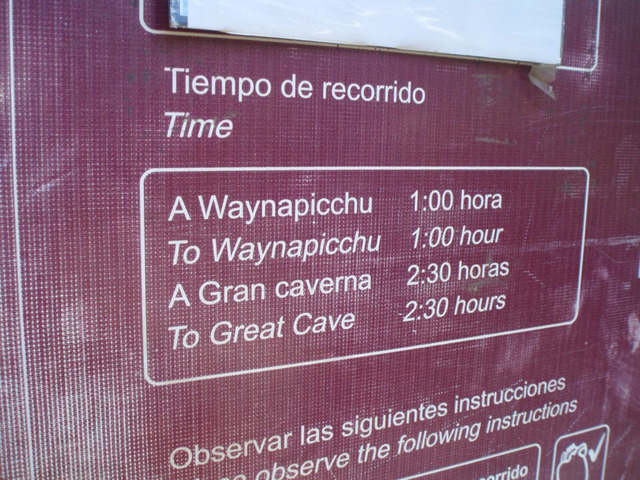 Tiempo de recorrido
Time
A Waynapicchu 1:00 hora
To Waynapicchu 1:00 hour
A Gran caverna 2:30 horas
To Great Cave 2:30 hours
Observar las siguientes instrucciones
observe the following instructions